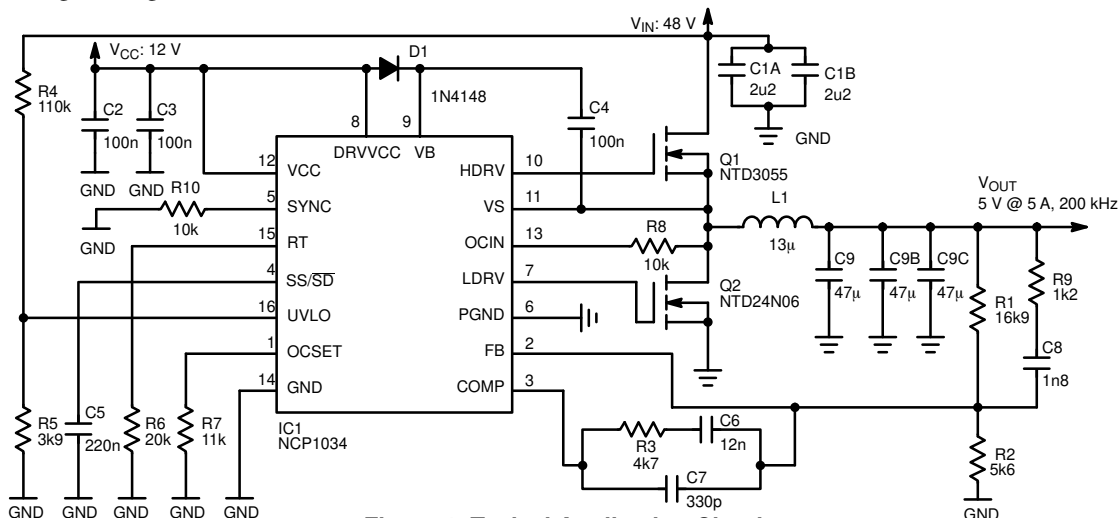 V_IN: 48 V
V_CC: 12 V
D1
1N4148
R4
110k
C2
100n
C3
100n
GND
GND
C4
100n
C1A
2u2
C1B
2u2
GND
8
9
DRVVCC
VB
12
VCC
HDRV
10
Q1
NTD3055
5
SYNC
VS
11
R10
10k
GND
L1
13µ
V_OUT
5 V @ 5 A, 200 kHz
15
RT
OCIN
13
R8
10k
4
SS/SD
LDRV
7
Q2
NTD24N06
16
UVLO
PGND
6
1
OCSET
FB
2
14
GND
COMP
3
IC1
NCP1034
C9
47µ
C9B
47µ
C9C
47µ
R1
16k9
R9
1k2
C8
1n8
R5
3k9
C5
220n
R6
20k
R7
11k
R3
4k7
C6
12n
C7
330p
R2
5k6
GND
GND
GND
GND
GND
GND